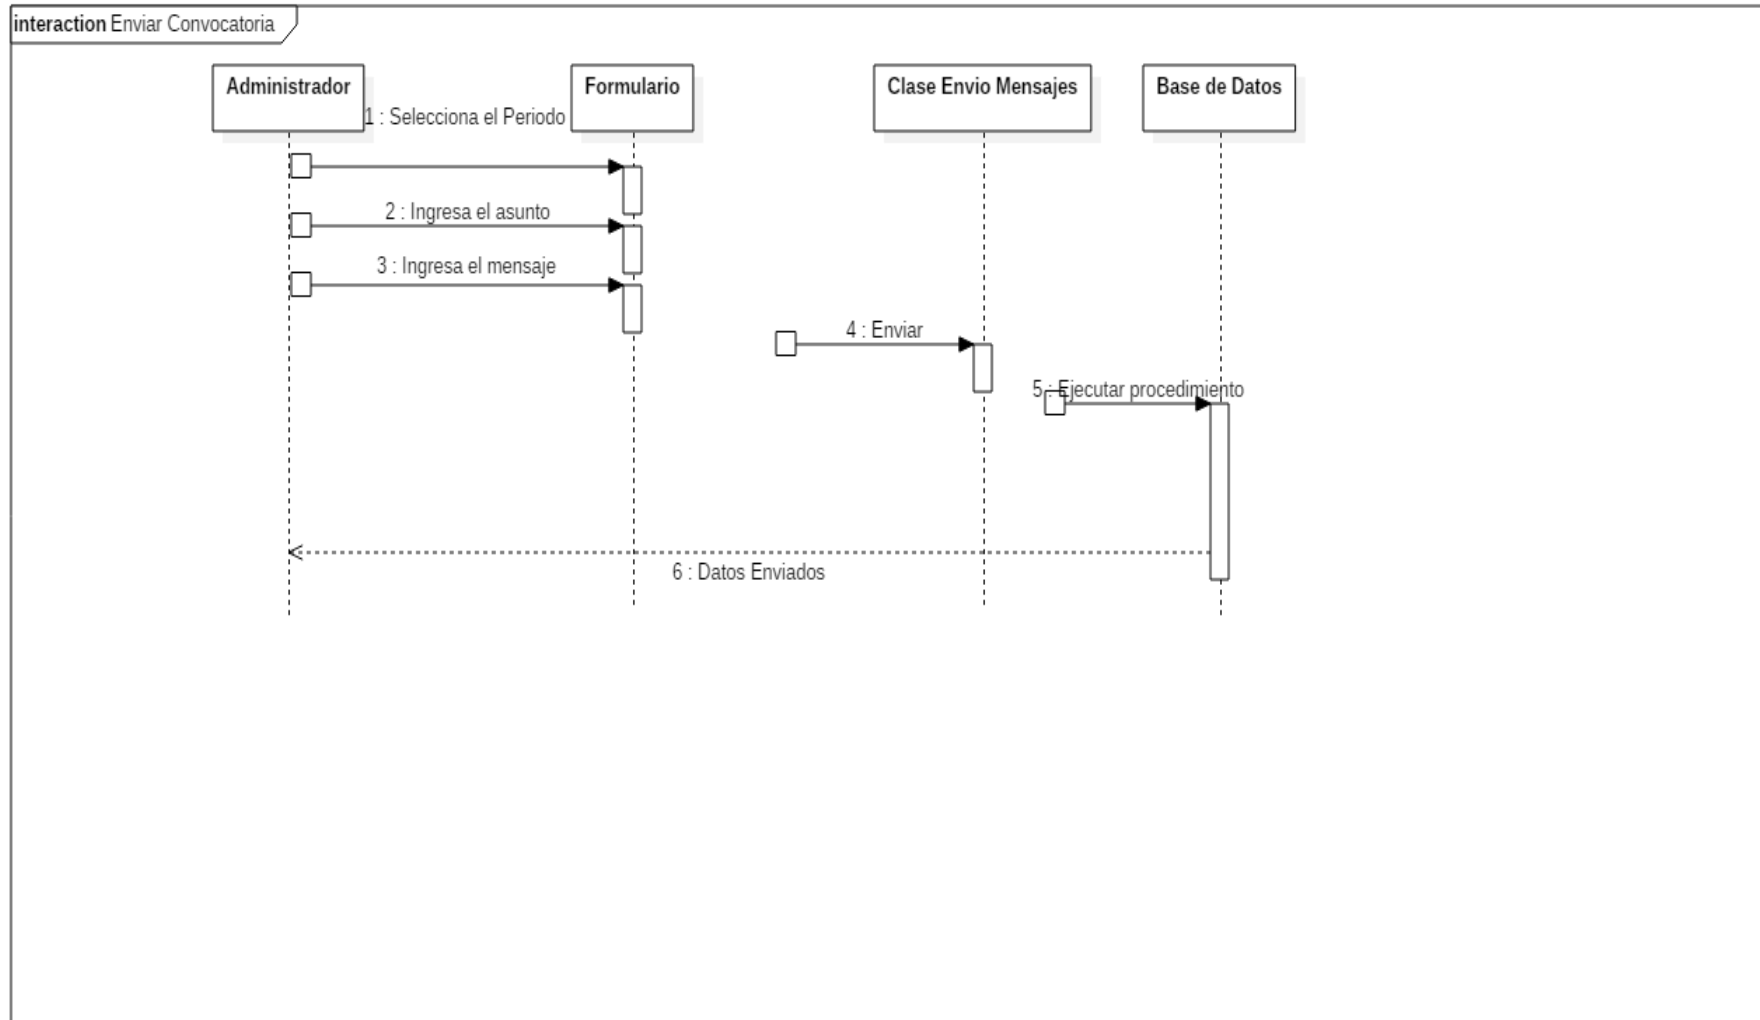 interaction Enviar Convocatoria
Administrador
Formulario
Clase Envio Mensajes
Base de Datos
1 : Selecciona el Periodo
2 : Ingresa el asunto
3 : Ingresa el mensaje
4 : Enviar
5 : Ejecutar procedimiento
6 : Datos Enviados